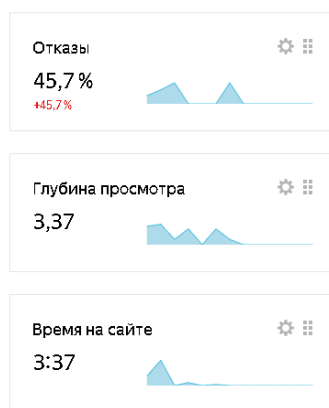 Отказы
45,7 %
+45,7 %
Глубина просмотра
3,37
Время на сайте
3:37